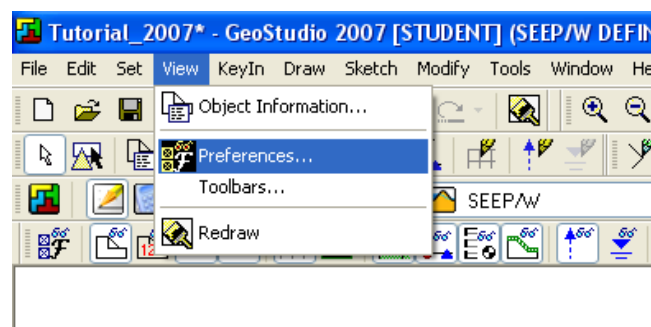 Tutorial_2007* - GeoStudio 2007 [STUDENT] (SEEP/W DEFIN
File Edit Set View KeyIn Draw Sketch Modify Tools Window He
Object Information...
Preferences...
Toolbars...
SEEP/W
Redraw